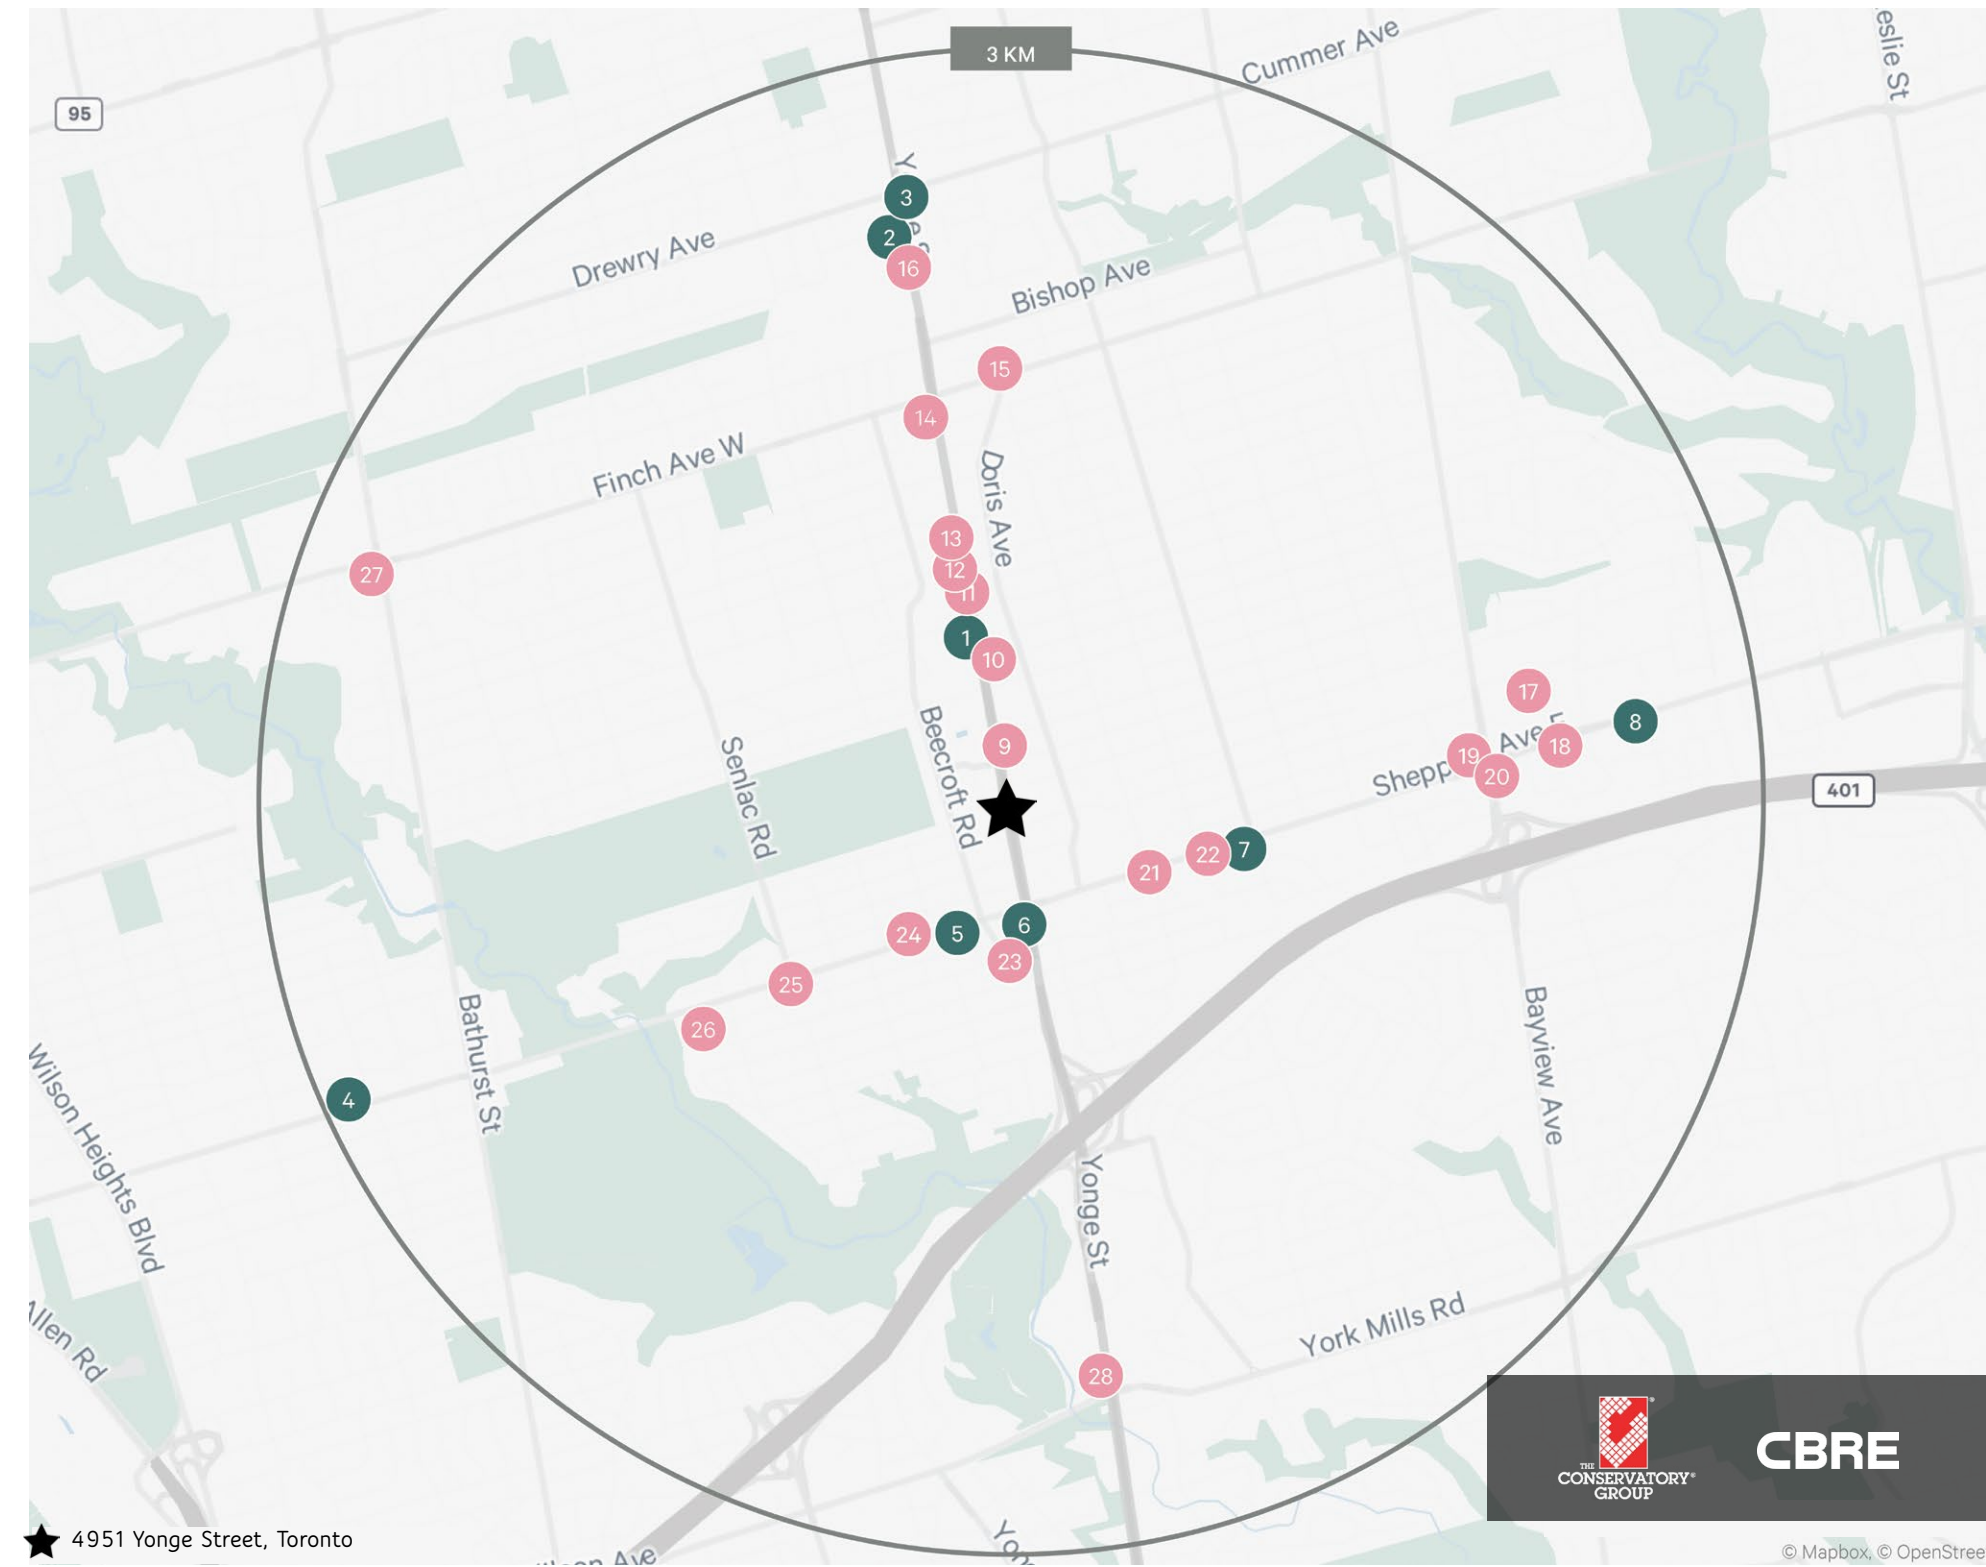 3 KM
Cummer Ave
eslie St
95
3
2
16
Drewry Ave
Bishop Ave
15
14
Finch Ave W
Doris Ave
13
12
11
27
1
10
17
8
Beecroft Rd
9
Senlac Rd
19
Ave
18
Shepp
20
401
22
7
21
6
24
5
23
25
26
Bathurst St
Bayview Ave
Wilson Heights Blvd
4
Yonge St
York Mills Rd
Allen Rd
28
THE
CONSERVATORY®
GROUP
CBRE
4951 Yonge Street, Toronto
Yon
Ave
© Mapbox, © OpenStree